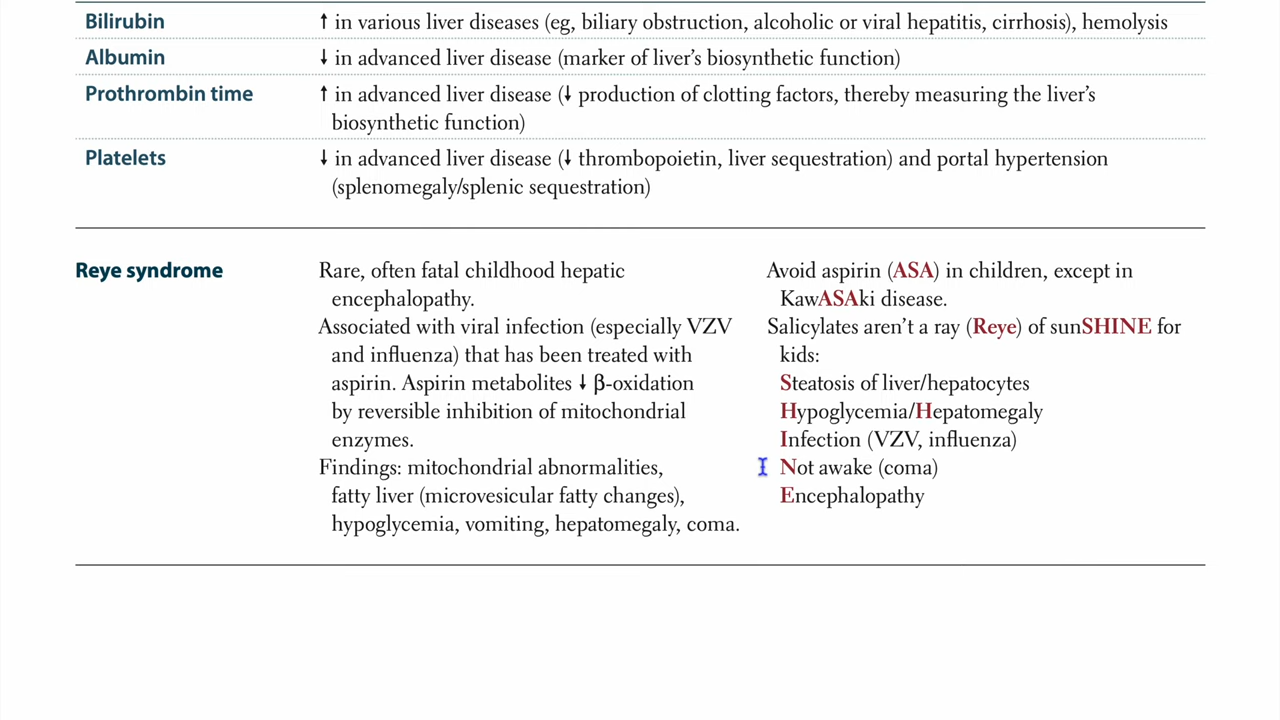 Bilirubin ↑ in various liver diseases (eg, biliary obstruction, alcoholic or viral hepatitis, cirrhosis), hemolysis
Albumin ↓ in advanced liver disease (marker of liver’s biosynthetic function)
Prothrombin time ↑ in advanced liver disease (↓ production of clotting factors, thereby measuring the liver’s
biosynthetic function)
Platelets ↓ in advanced liver disease (↓ thrombopoietin, liver sequestration) and portal hypertension
(splenomegaly/splenic sequestration)
Reye syndrome
Rare, often fatal childhood hepatic
encephalopathy.
Associated with viral infection (especially VZV
and influenza) that has been treated with
aspirin. Aspirin metabolites ↓ β-oxidation
by reversible inhibition of mitochondrial
enzymes.
Findings: mitochondrial abnormalities,
fatty liver (microvesicular fatty changes),
hypoglycemia, vomiting, hepatomegaly, coma.
Avoid aspirin (ASA) in children, except in
KawASAki disease.
Salicylates aren’t a ray (Reye) of sunSHINE for
kids:
Steatosis of liver/hepatocytes
Hypoglycemia/Hepatomegaly
Infection (VZV, influenza)
Not awake (coma)
Encephalopathy